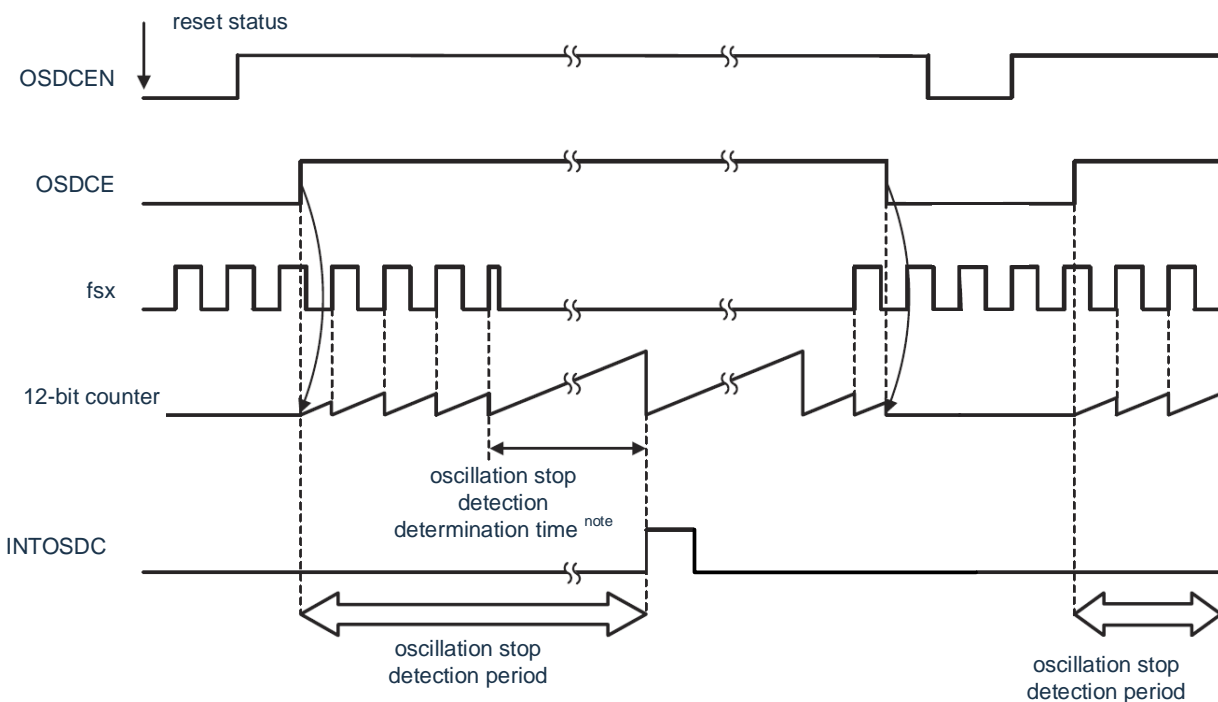 reset status
OSDCEN
OSDCE
fsx
12-bit counter
oscillation stop
detection
determination time note
INTOSDC
oscillation stop
detection period
oscillation stop
detection period